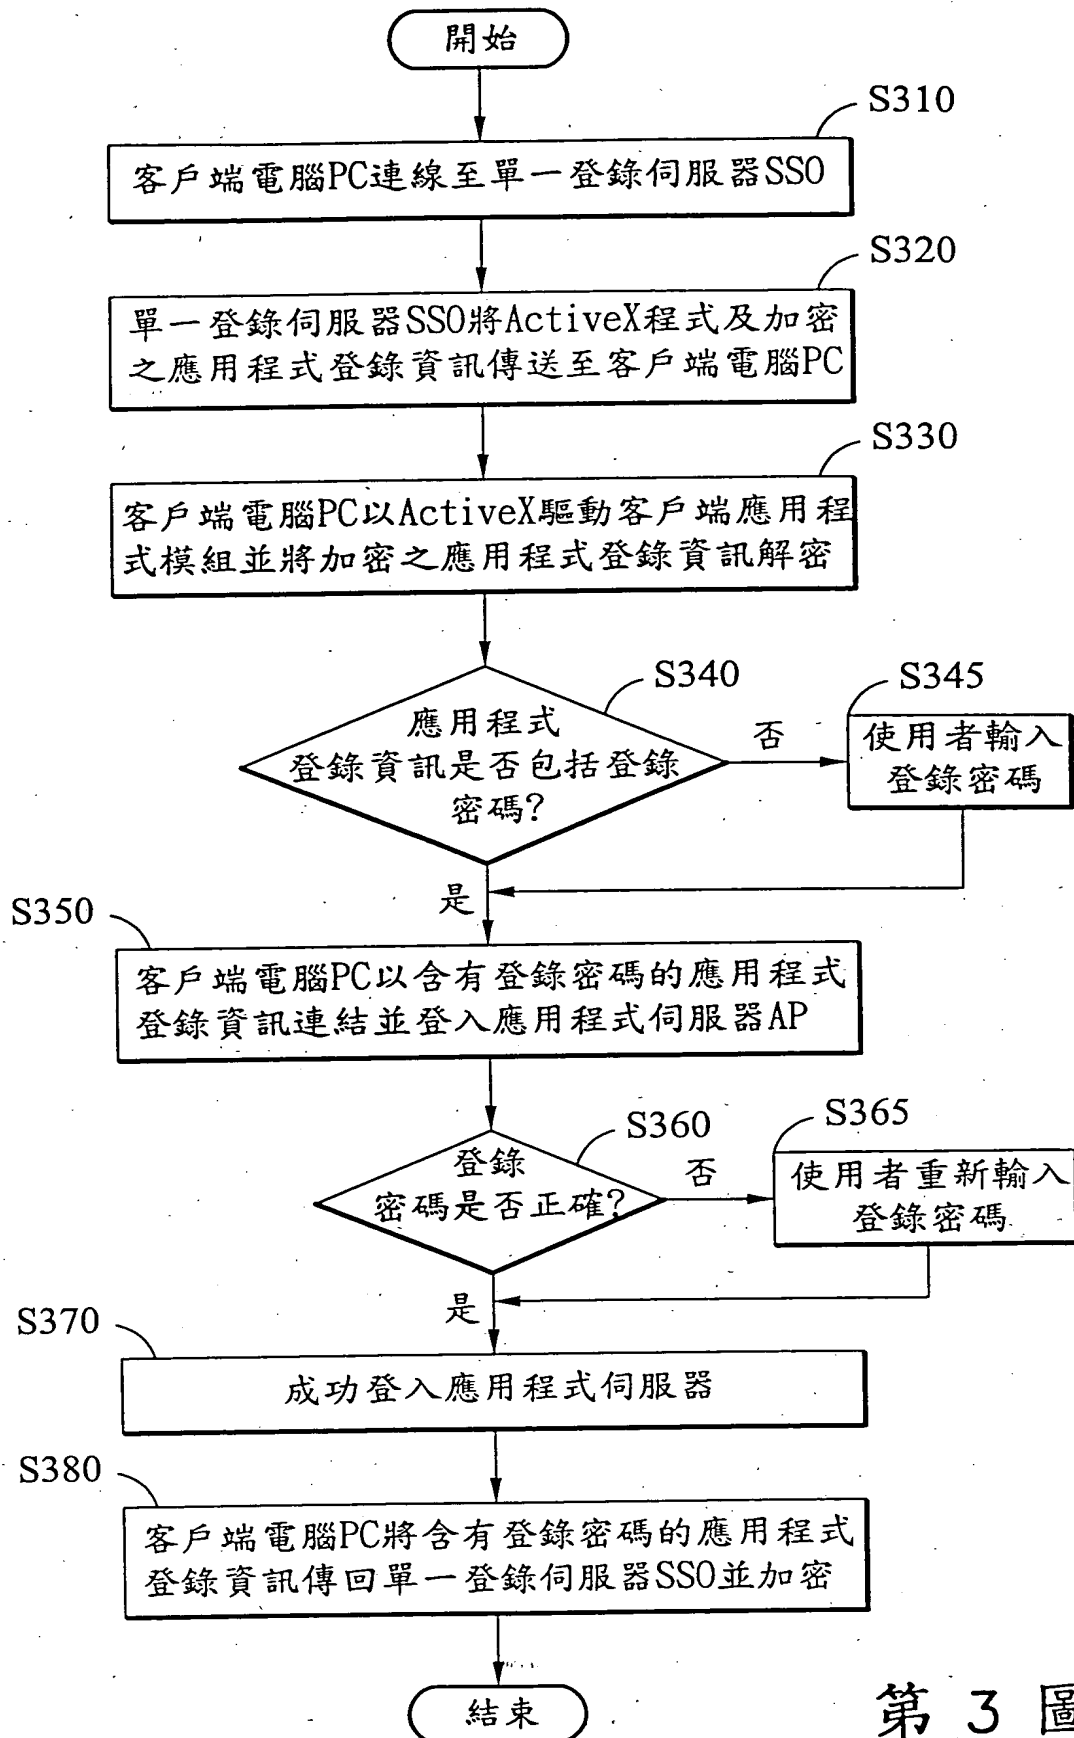 開始
S310
客戶端電腦PC連線至單一登錄伺服器SSO
S320
單一登錄伺服器SSO將ActiveX程式及加密
之應用程式登錄資訊傳送至客戶端電腦PC
S330
客戶端電腦PC以ActiveX驅動客戶端應用程
式模組並將加密之應用程式登錄資訊解密
S340
應用程式
登錄資訊是否包括登錄
密碼?
否
S345
使用者輸入
登錄密碼
是
S350
客戶端電腦PC以含有登錄密碼的應用程式
登錄資訊連結並登入應用程式伺服器AP
S360
登錄
密碼是否正確?
否
S365
使用者重新輸入
登錄密碼
是
S370
成功登入應用程式伺服器
S380
客戶端電腦PC將含有登錄密碼的應用程式
登錄資訊傳回單一登錄伺服器SSO並加密
結束
第 3 圖